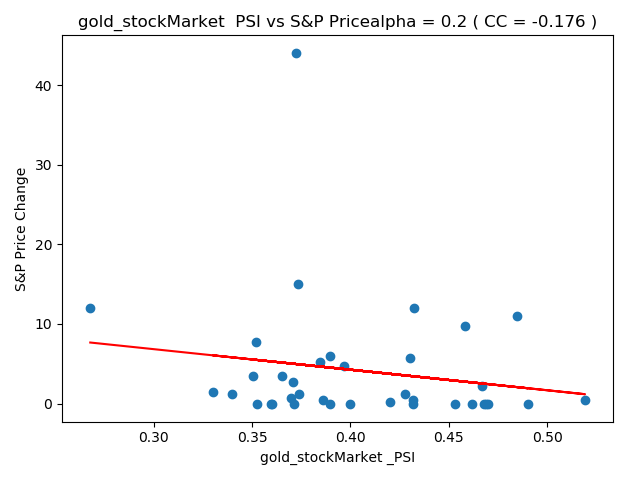 gold_stockMarket  PSI vs S&P Pricealpha = 0.2 ( CC = -0.176 )
40
30
20
10
0
S&P Price Change
0.30 0.35 0.40 0.45 0.50
gold_stockMarket _PSI